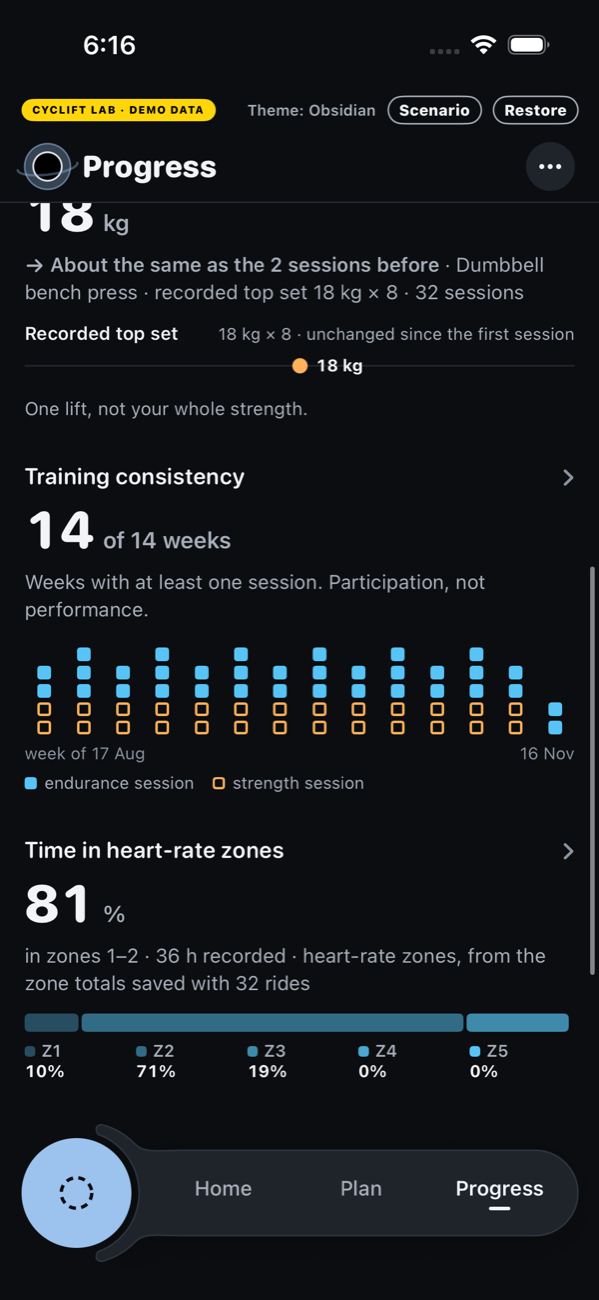 6:16
CYCLIFT LAB · DEMO DATA
Theme: Obsidian
Scenario
Restore
Progress
18 kg
→ About the same as the 2 sessions before · Dumbbell
bench press · recorded top set 18 kg × 8 · 32 sessions
Recorded top set
18 kg × 8 · unchanged since the first session
18 kg
One lift, not your whole strength.
Training consistency
14 of 14 weeks
Weeks with at least one session. Participation, not
performance.
week of 17 Aug
16 Nov
endurance session
strength session
Time in heart-rate zones
81 %
in zones 1–2 · 36 h recorded · heart-rate zones, from the
zone totals saved with 32 rides
Z1 Z2 Z3 Z4 Z5
10% 71% 19% 0% 0%
Home
Plan
Progress